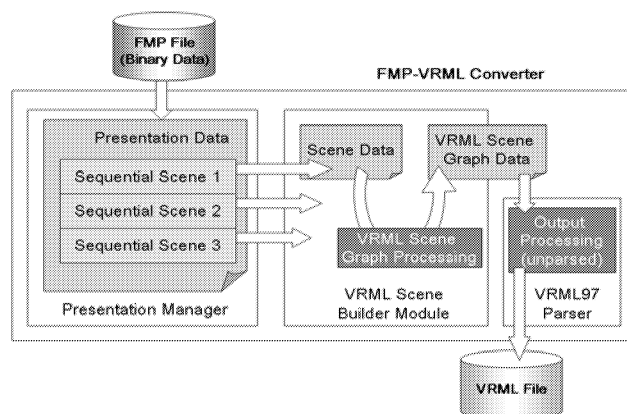 FMP File
(Binary Data)
FMP-VRML Converter
Presentation Data
Sequential Scene 1
Sequential Scene 2
Sequential Scene 3
Presentation Manager
Scene Data
VRML Scene
Graph Data
VRML Scene
Graph Processing
VRML Scene
Builder Module
Output
Processing
(unparsed)
VRML97
Parser
VRML File